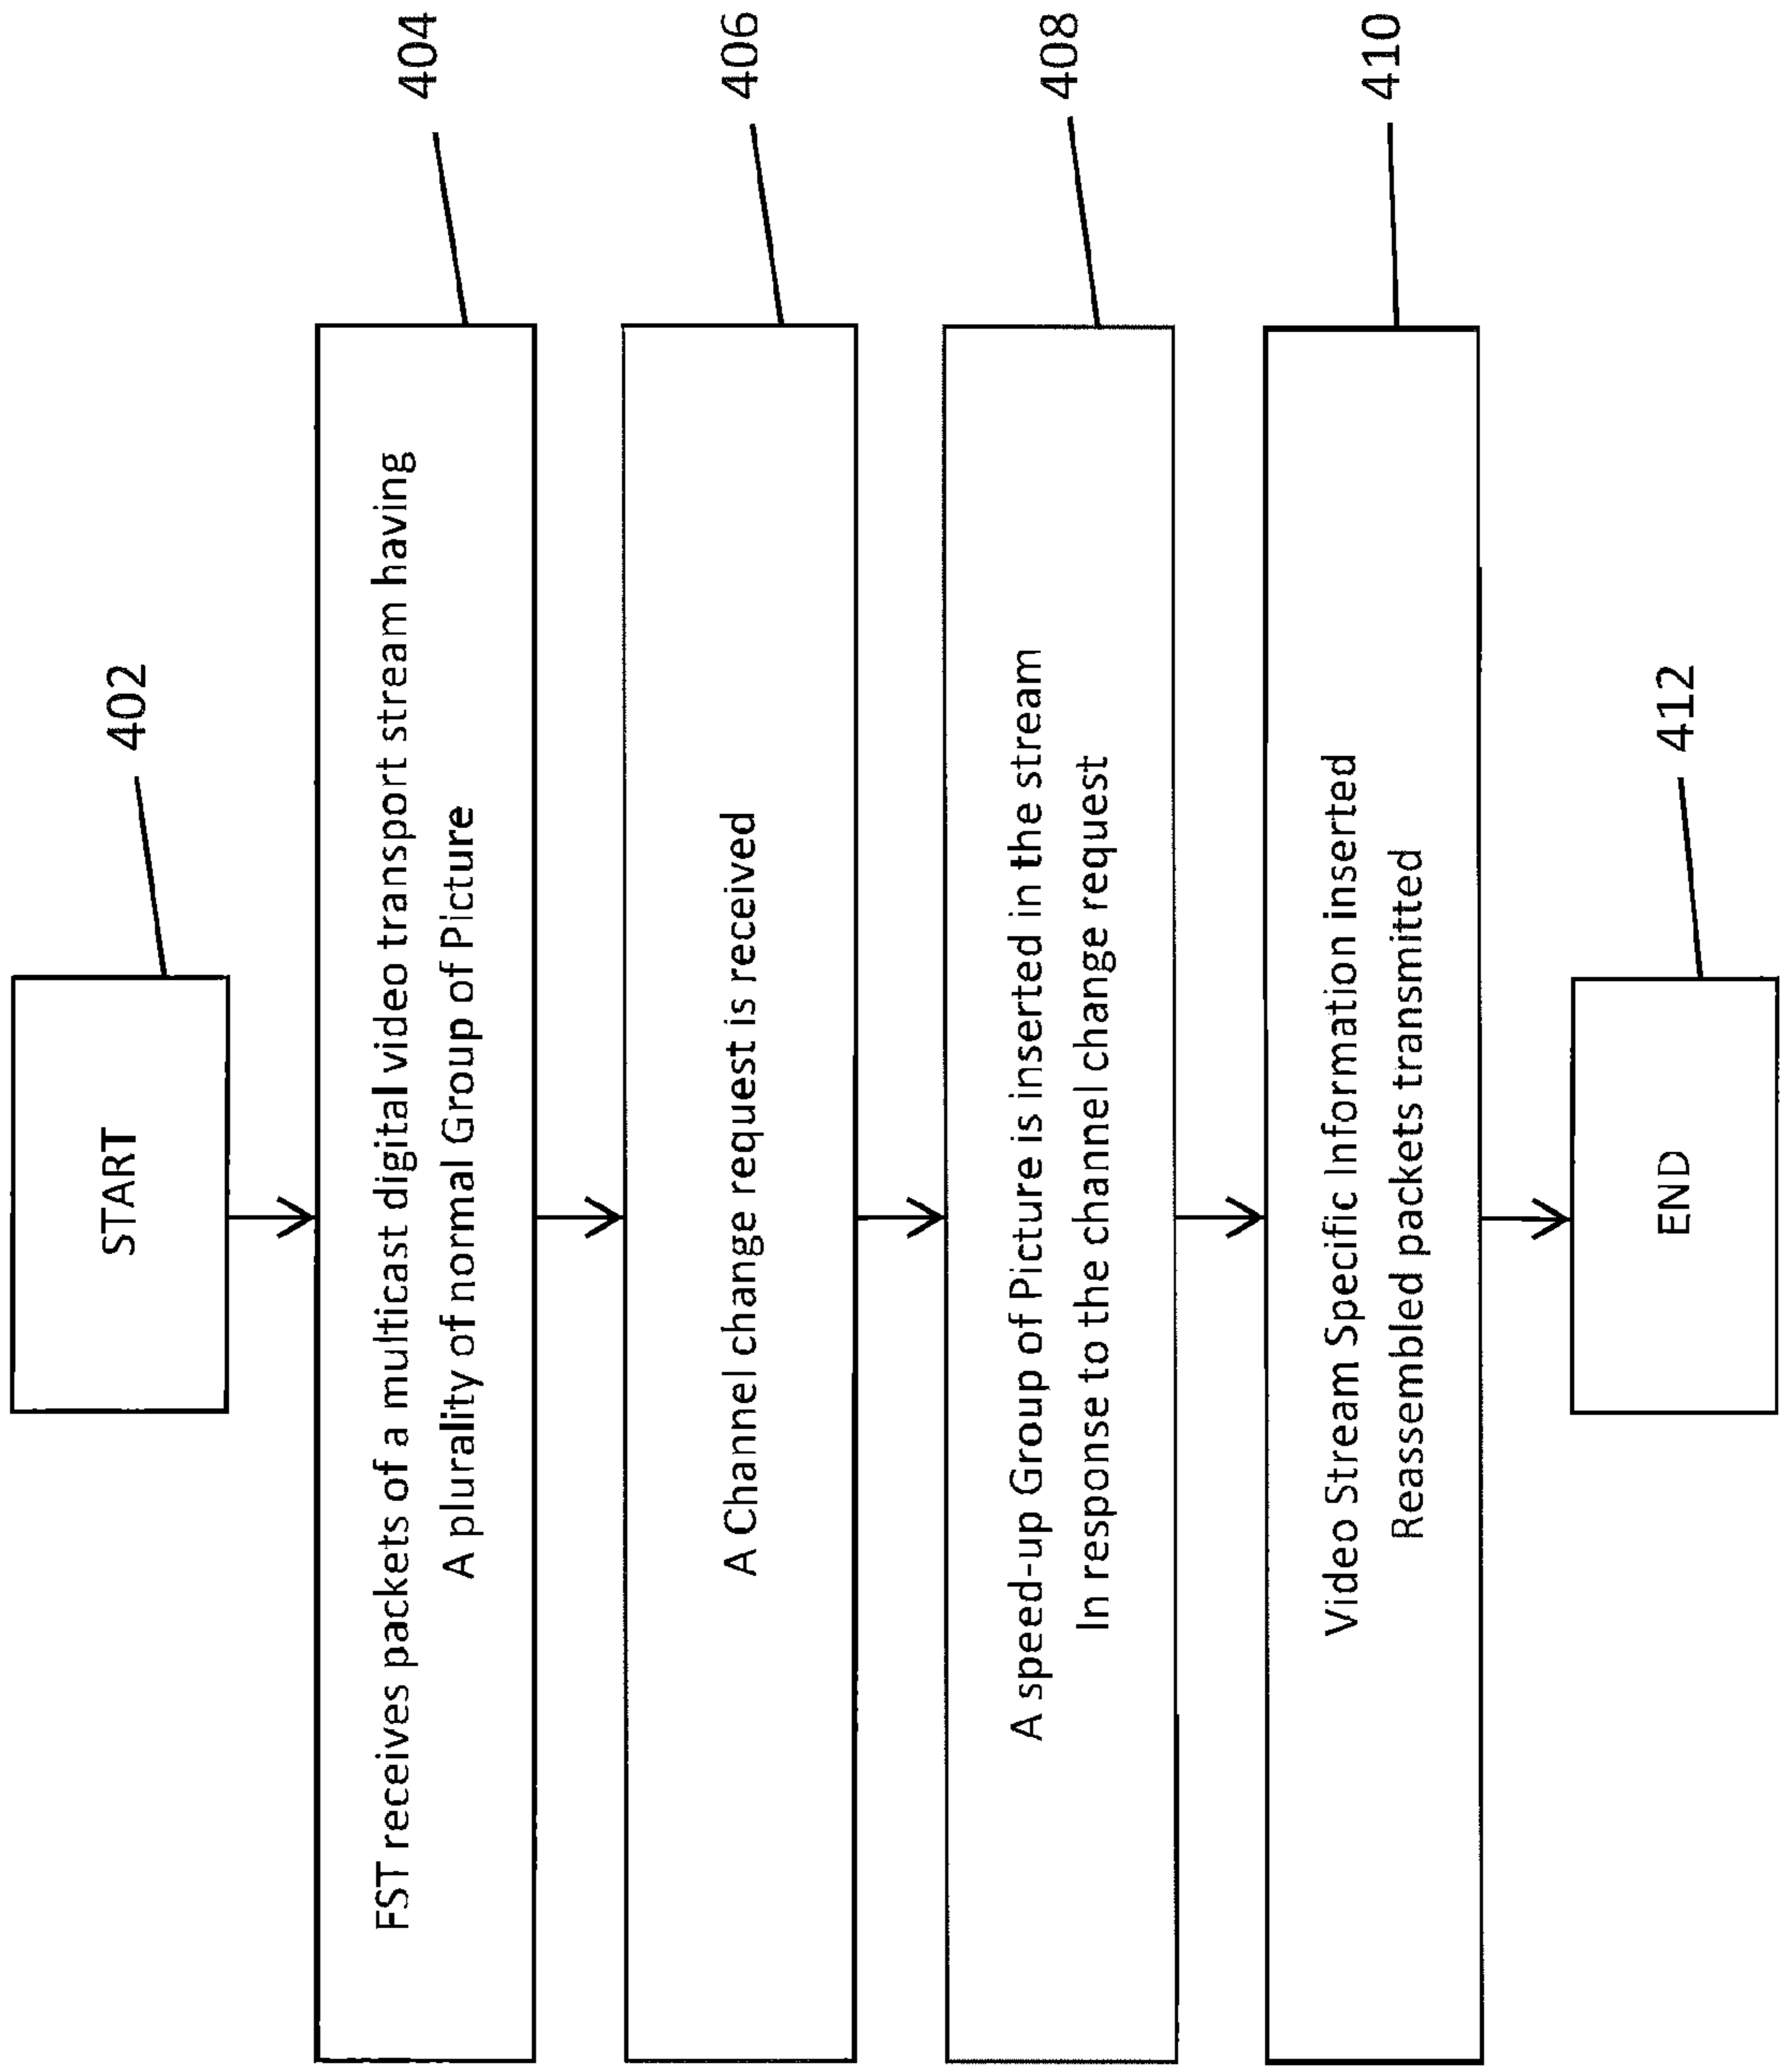 START
402
FST receives packets of a multicast digital video transport stream having
A plurality of normal Group of Picture
404
A Channel change request is received
406
A speed-up Group of Picture is inserted in the stream
In response to the channel change request
408
Video Stream Specific Information inserted
Reassembled packets transmitted
410
END
412